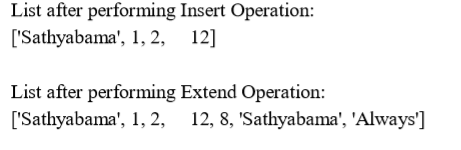 List after performing Insert Operation:
['Sathyabama', 1, 2,    12]
List after performing Extend Operation:
['Sathyabama', 1, 2,    12, 8, 'Sathyabama', 'Always']